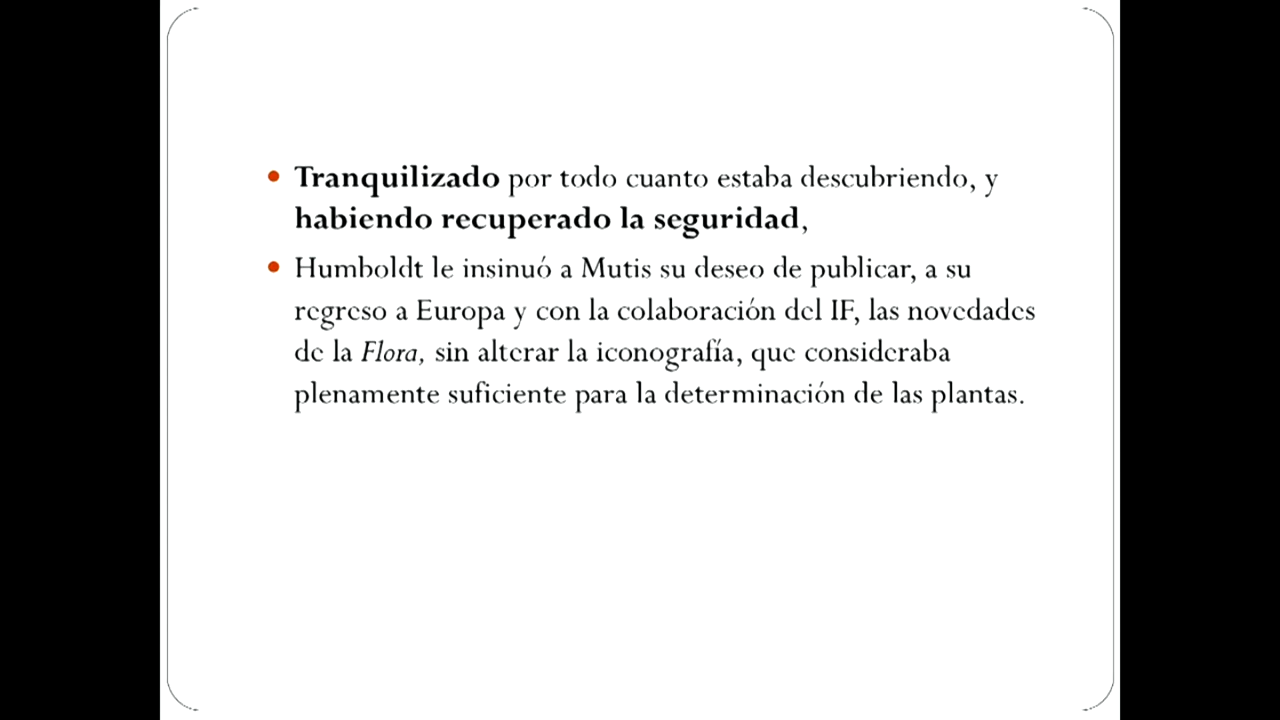 • Tranquilizado por todo cuanto estaba descubriendo, y
habiendo recuperado la seguridad,
• Humboldt le insinuó a Mutis su deseo de publicar, a su
regreso a Europa y con la colaboración del IF, las novedades
de la Flora, sin alterar la iconografía, que consideraba
plenamente suficiente para la determinación de las plantas.